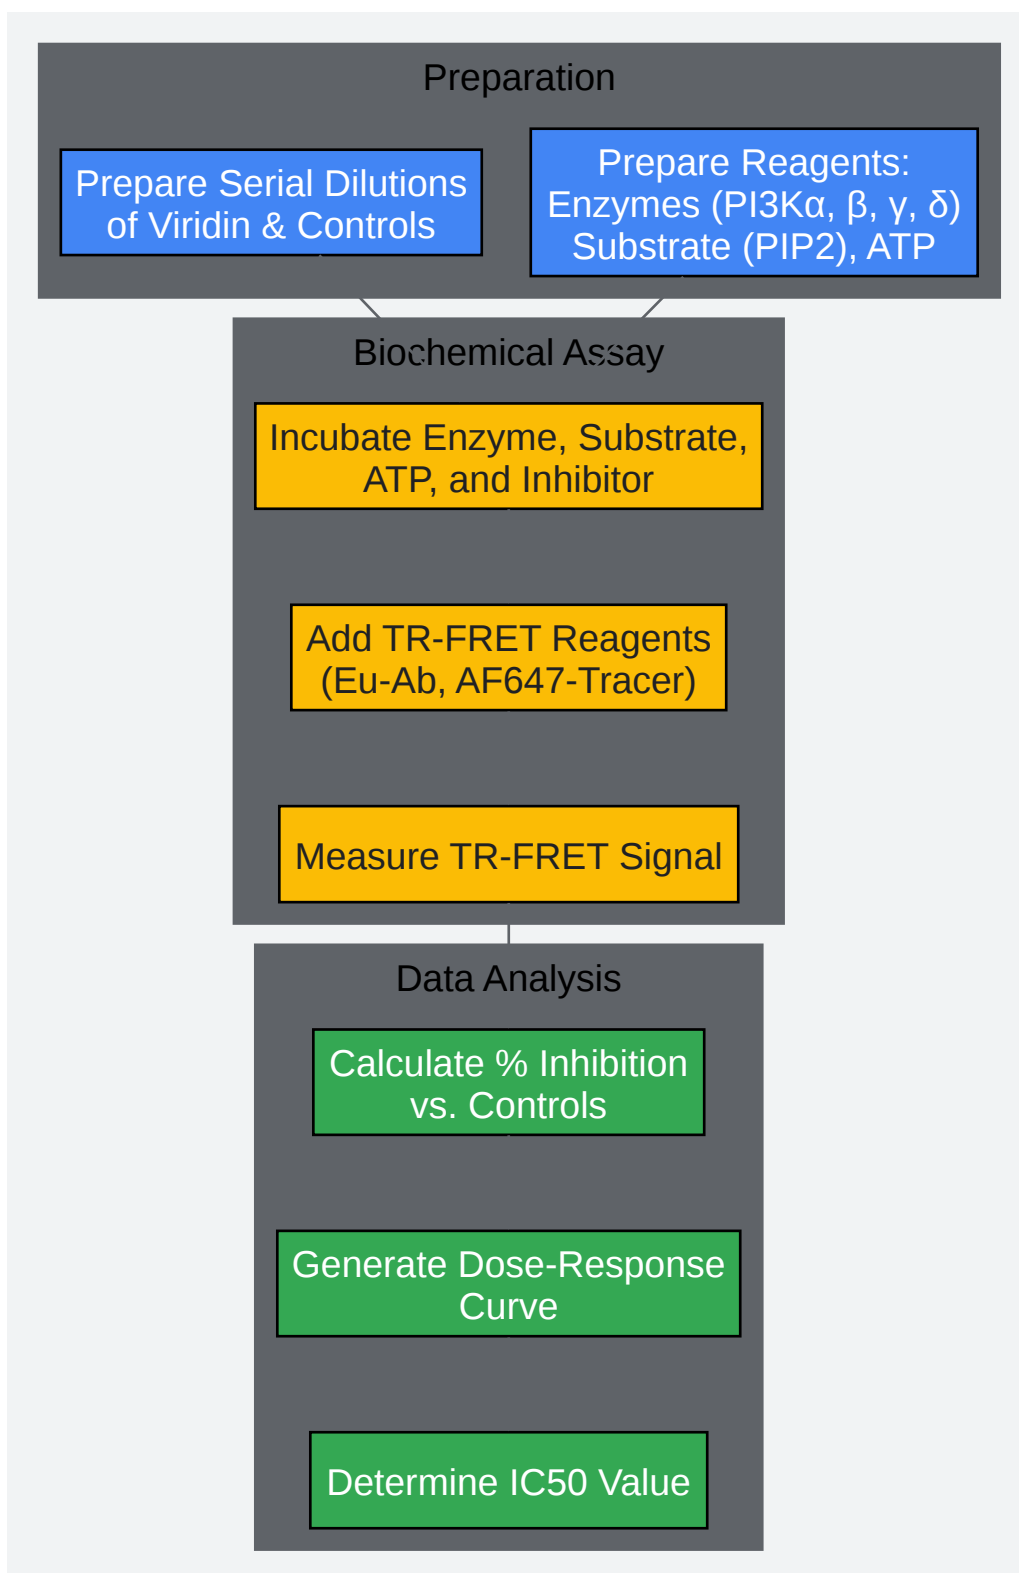 Preparation
Prepare Serial Dilutions
of Viridin & Controls
Prepare Reagents:
Enzymes (PI3Kα, β, γ, δ)
Substrate (PIP2), ATP
Biochemical Assay
Incubate Enzyme, Substrate,
ATP, and Inhibitor
Add TR-FRET Reagents
(Eu-Ab, AF647-Tracer)
Measure TR-FRET Signal
Data Analysis
Calculate % Inhibition
vs. Controls
Generate Dose-Response
Curve
Determine IC50 Value